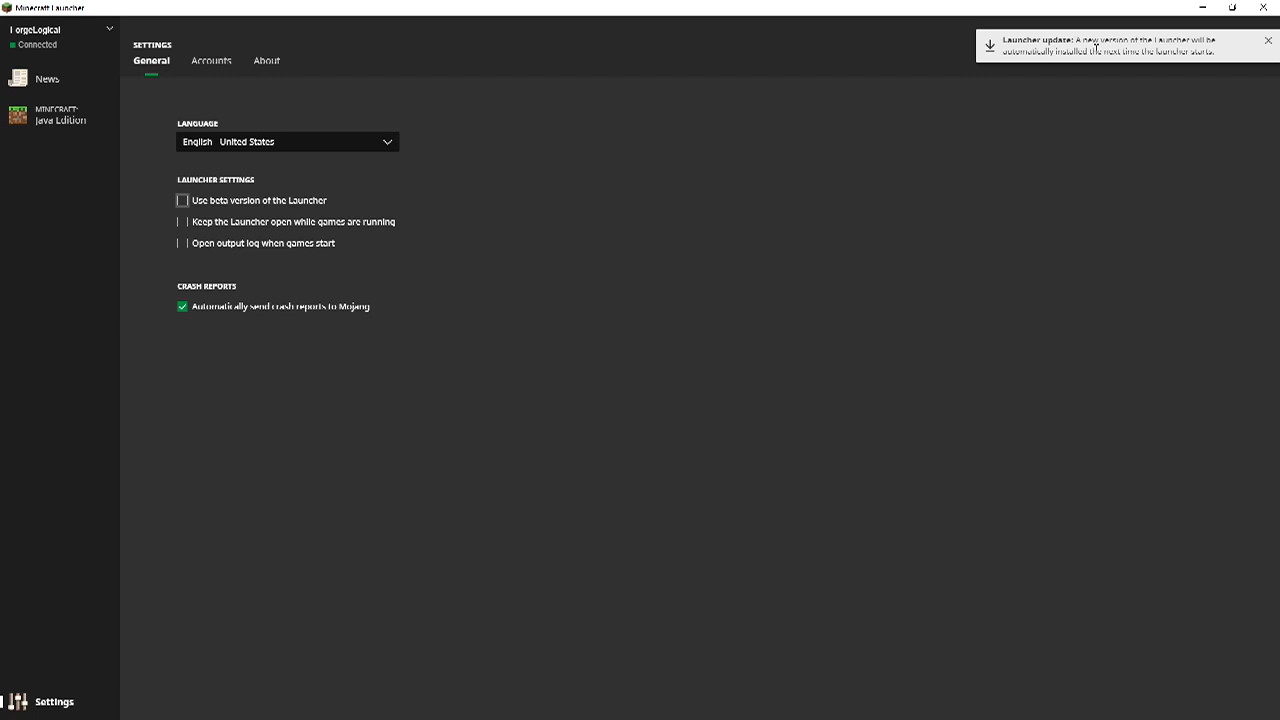 Minecraft Launcher
ForgeLogical
Connected
News
MINECRAFT:
Java Edition
Settings
SETTINGS
General Accounts About
Launcher update: A new version of the Launcher will be
automatically installed the next time the launcher starts.
LANGUAGE
English United States
LAUNCHER SETTINGS
Use beta version of the Launcher
Keep the Launcher open while games are running
Open output log when games start
CRASH REPORTS
Automatically send crash reports to Mojang